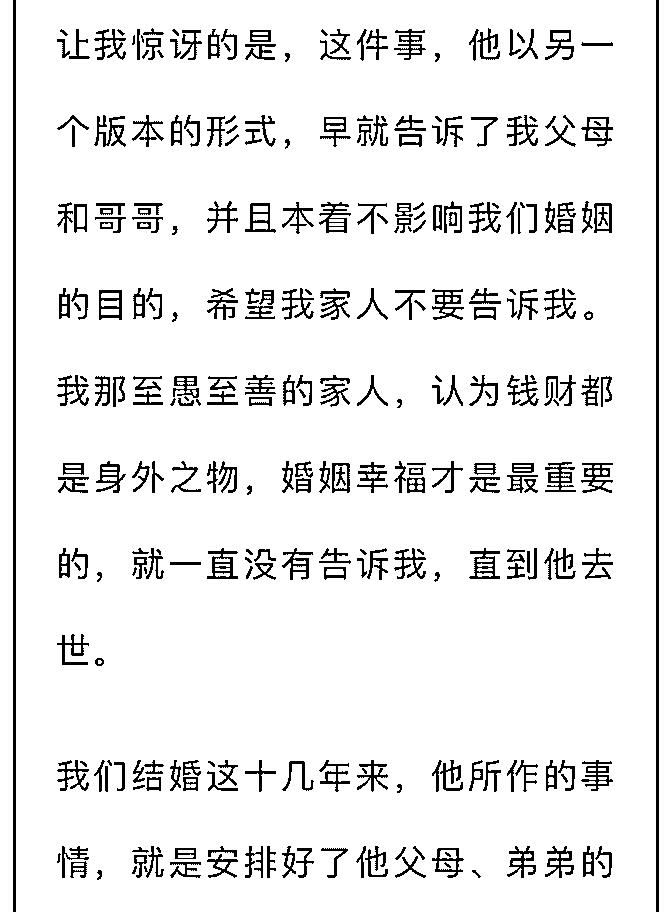 让我惊讶的是，这件事，他以另一
个版本的形式，早就告诉了我父母
和哥哥，并且本着不影响我们婚姻
的目的，希望我家人不要告诉我。
我那至愚至善的家人，认为钱财都
是身外之物，婚姻幸福才是最重要
的，就一直没有告诉我，直到他去
世。
我们结婚这十几年来，他所作的事
情，就是安排好了他父母、弟弟的